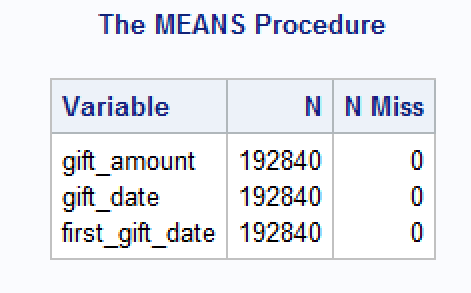 The MEANS Procedure
Variable N N Miss
gift_amount 192840 0
gift_date 192840 0
first_gift_date 192840 0